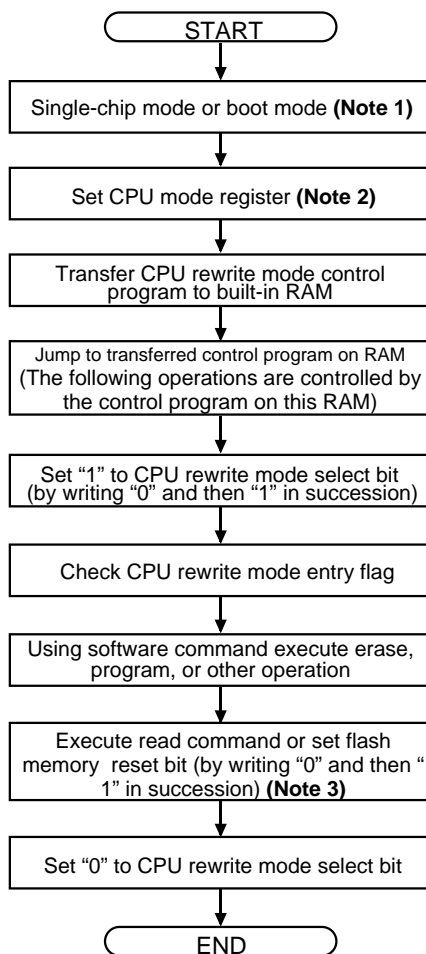 START
Single-chip mode or boot mode (Note 1)
Set CPU mode register (Note 2)
Transfer CPU rewrite mode control
program to built-in RAM
Jump to transferred control program on RAM
(The following operations are controlled by
the control program on this RAM)
Set “1” to CPU rewrite mode select bit
(by writing “0” and then “1” in succession)
Check CPU rewrite mode entry flag
Using software command execute erase,
program, or other operation
Execute read command or set flash
memory reset bit (by writing “0” and then “
1” in succession) (Note 3)
Set “0” to CPU rewrite mode select bit
END